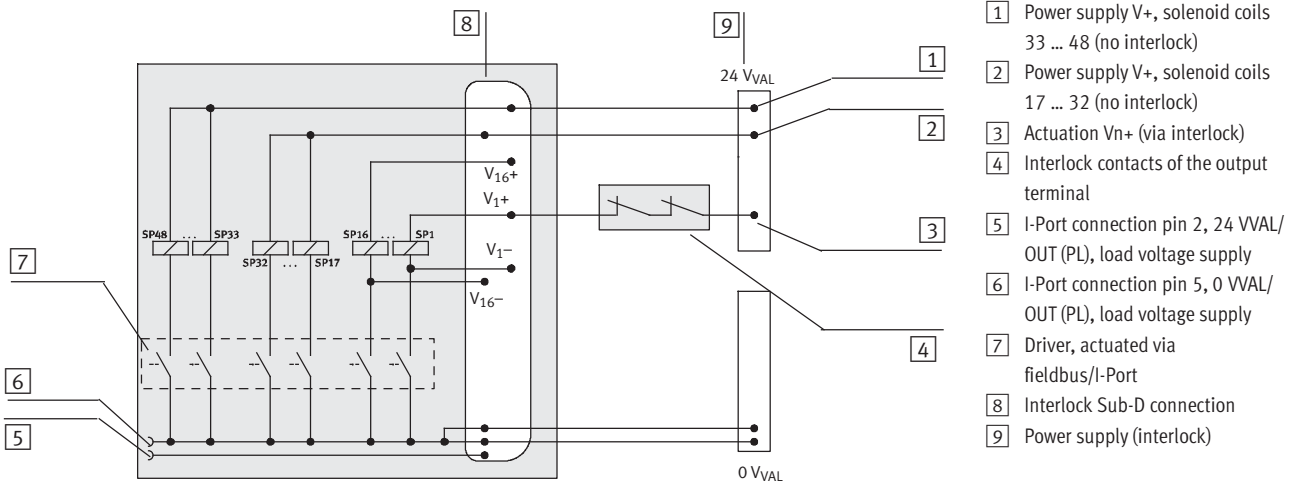 8
9
24 VVAL
1
2
V16+
V1+
3
SP48 ... SP33
SP16 ... SP1
SP32 ... SP17
V1–
V16–
7
4
6
5
0 VVAL
1 Power supply V+, solenoid coils
33 ... 48 (no interlock)
2 Power supply V+, solenoid coils
17 ... 32 (no interlock)
3 Actuation Vn+ (via interlock)
4 Interlock contacts of the output
terminal
5 I-Port connection pin 2, 24 VVAL/
OUT (PL), load voltage supply
6 I-Port connection pin 5, 0 VVAL/
OUT (PL), load voltage supply
7 Driver, actuated via
fieldbus/I-Port
8 Interlock Sub-D connection
9 Power supply (interlock)